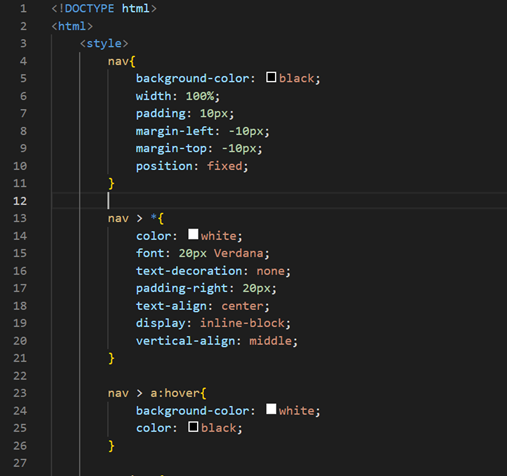 1 <!DOCTYPE html>
2 <html>
3 <style>
4 nav{
5 background-color: black;
6 width: 100%;
7 padding: 10px;
8 margin-left: -10px;
9 margin-top: -10px;
10 position: fixed;
11 }
12
13 nav > *{
14 color: white;
15 font: 20px Verdana;
16 text-decoration: none;
17 padding-right: 20px;
18 text-align: center;
19 display: inline-block;
20 vertical-align: middle;
21 }
22
23 nav > a:hover{
24 background-color: white;
25 color: black;
26 }
27